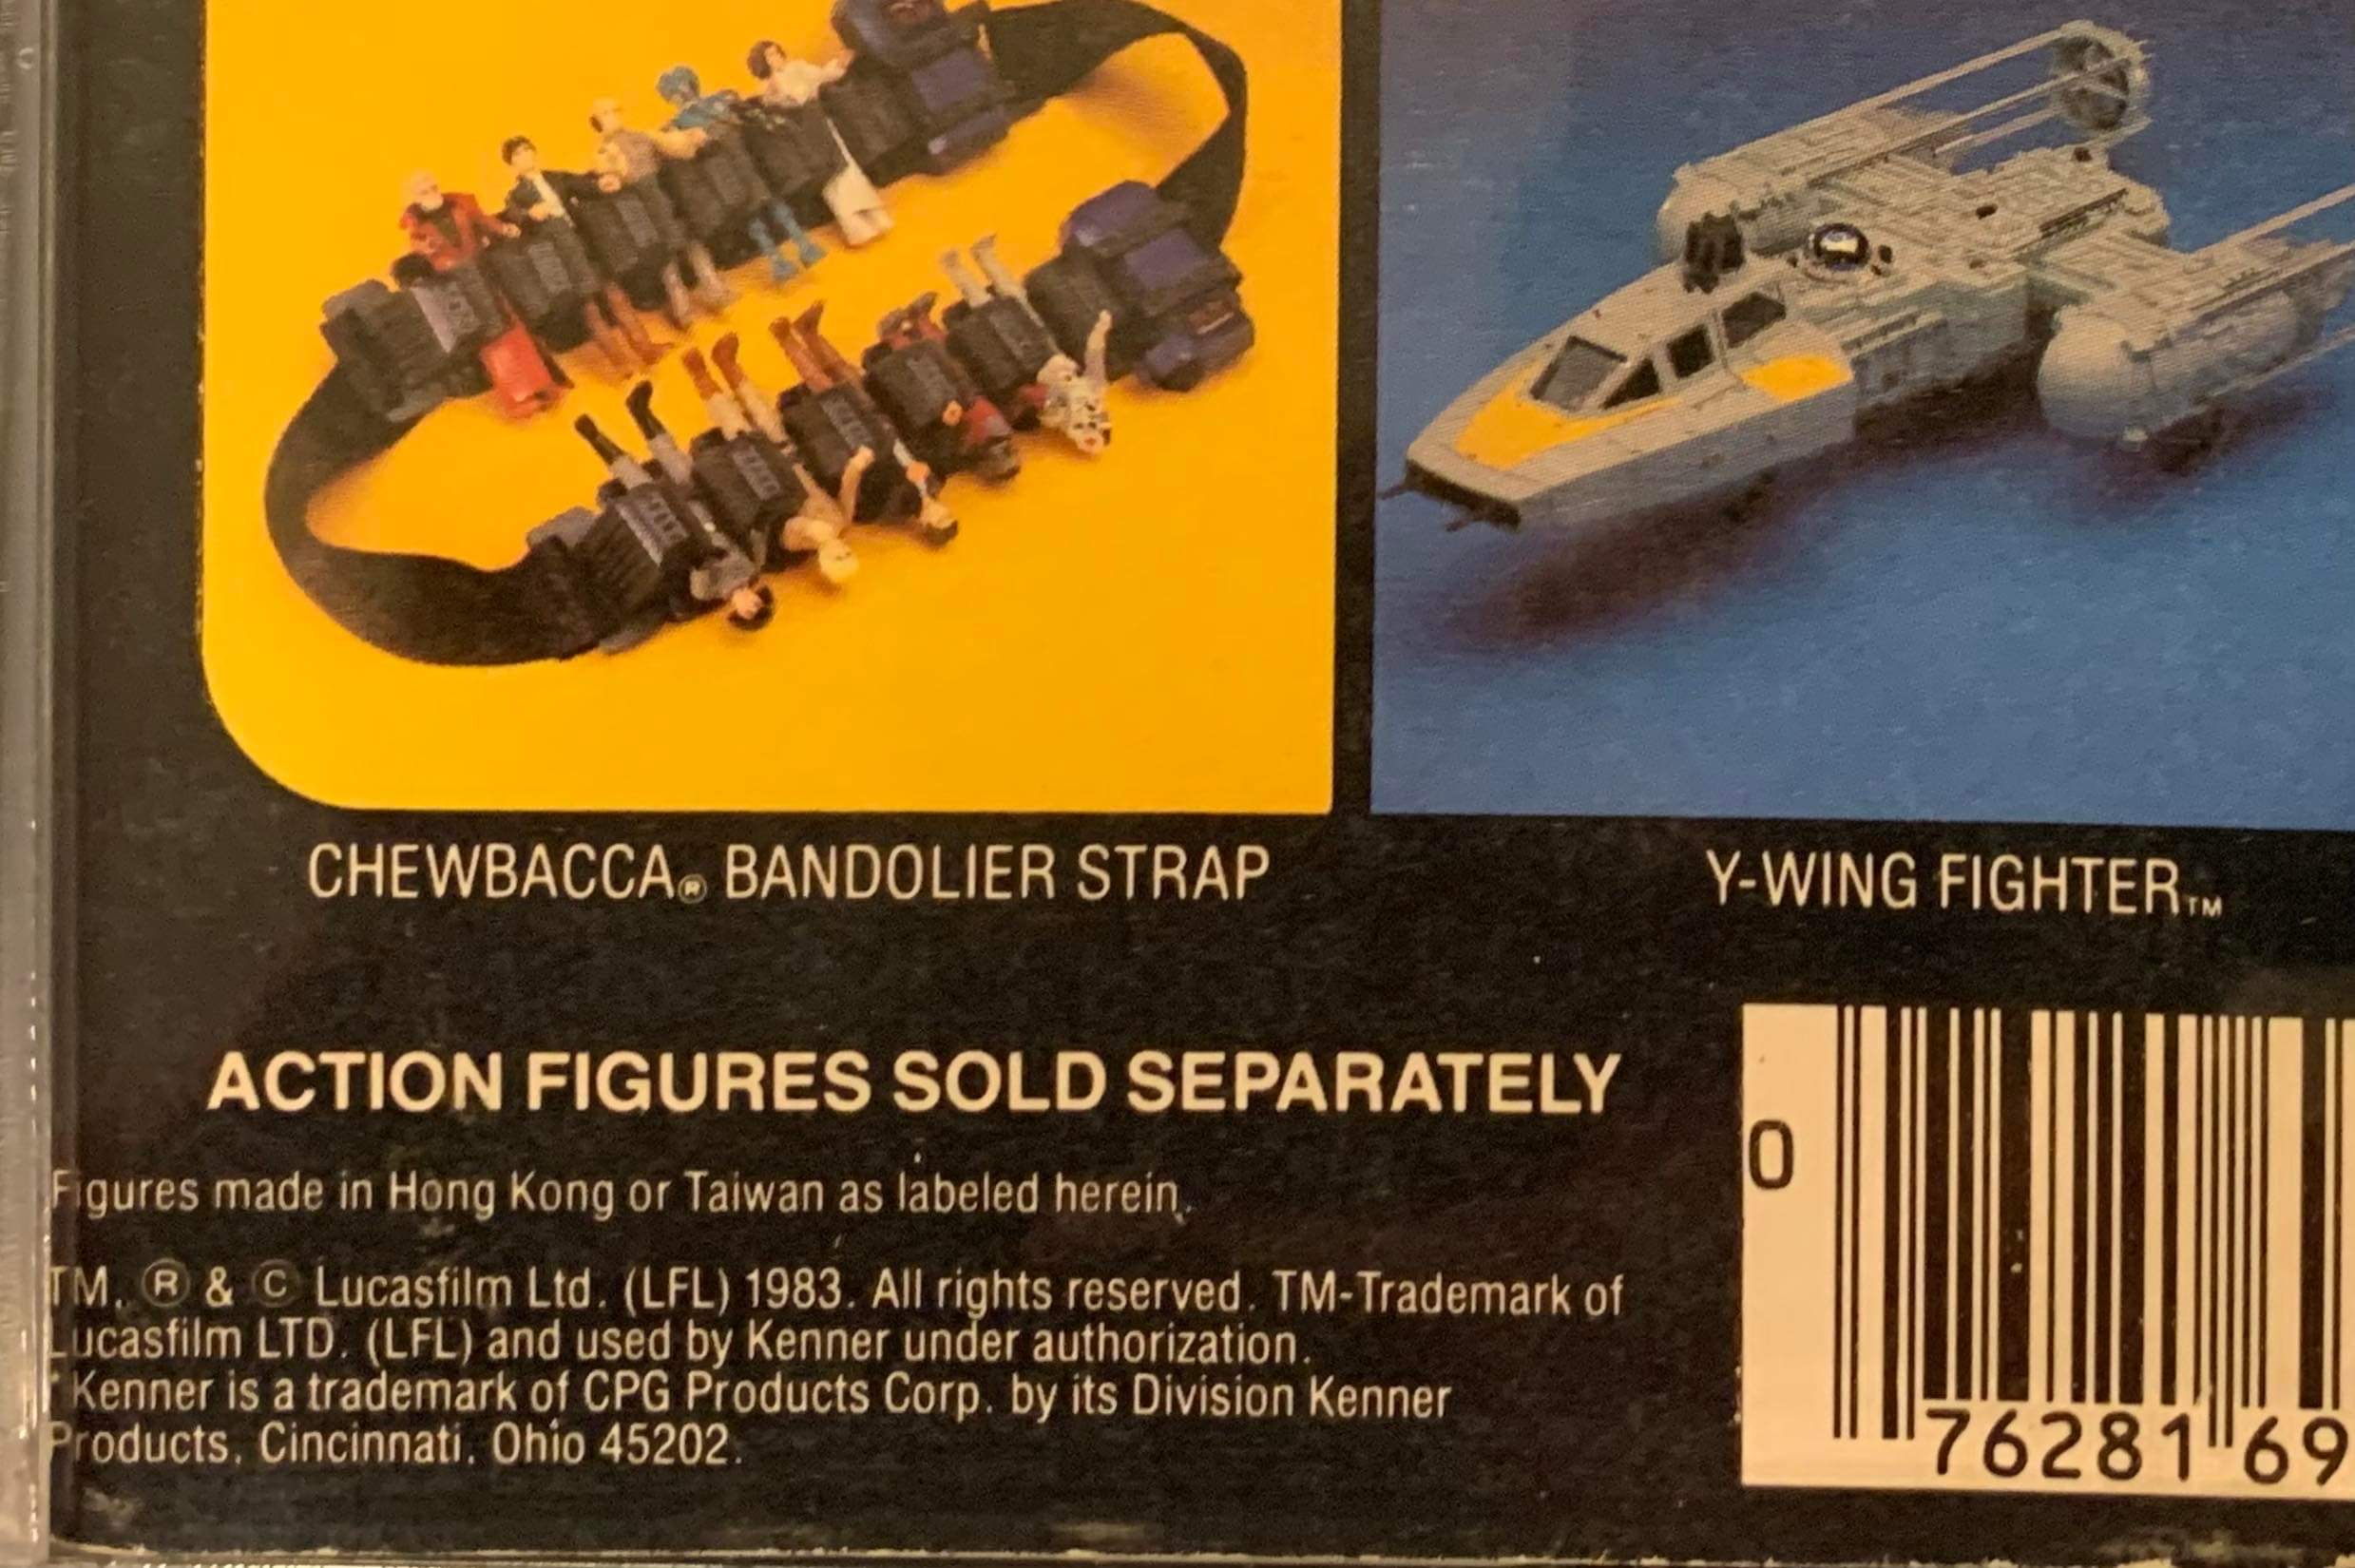 CHEWBACCA® BANDOLIER STRAP
Y-WING FIGHTER™
ACTION FIGURES SOLD SEPARATELY
Figures made in Hong Kong or Taiwan as labeled herein.
TM, ® & © Lucasfilm Ltd. (LFL) 1983. All rights reserved. TM-Trademark of
Lucasfilm LTD. (LFL) and used by Kenner under authorization.
* Kenner is a trademark of CPG Products Corp. by its Division Kenner
Products, Cincinnati, Ohio 45202.
0 76281 69